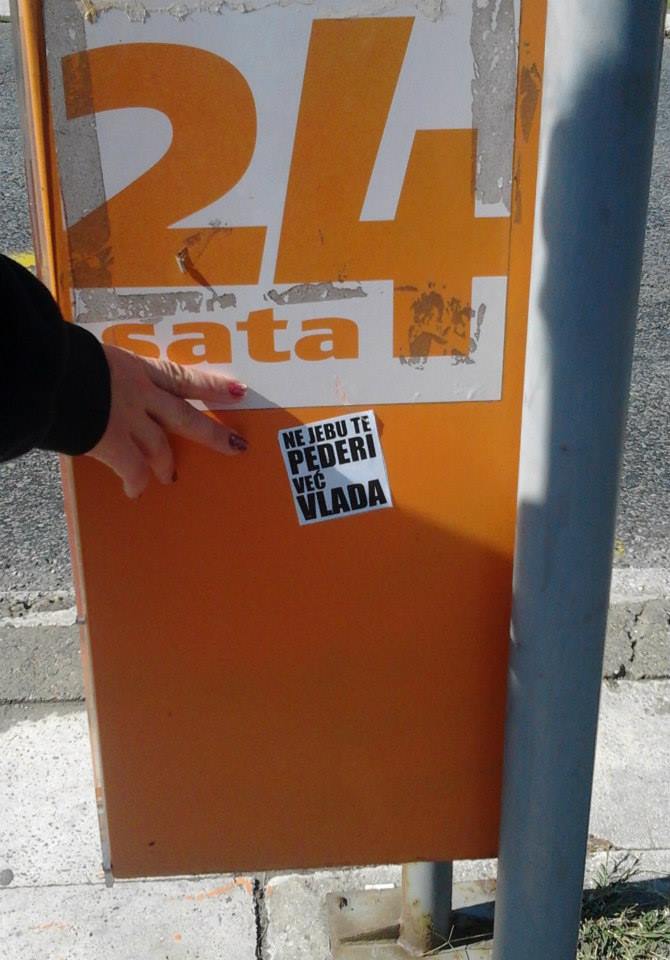 24
sata
NE JEBU TE
PEDERI
VEĆ
VLADA